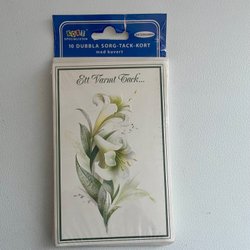 10 DUBBLA SORG-TACK-KORT
med kuvert
Ett Varmt Tack...